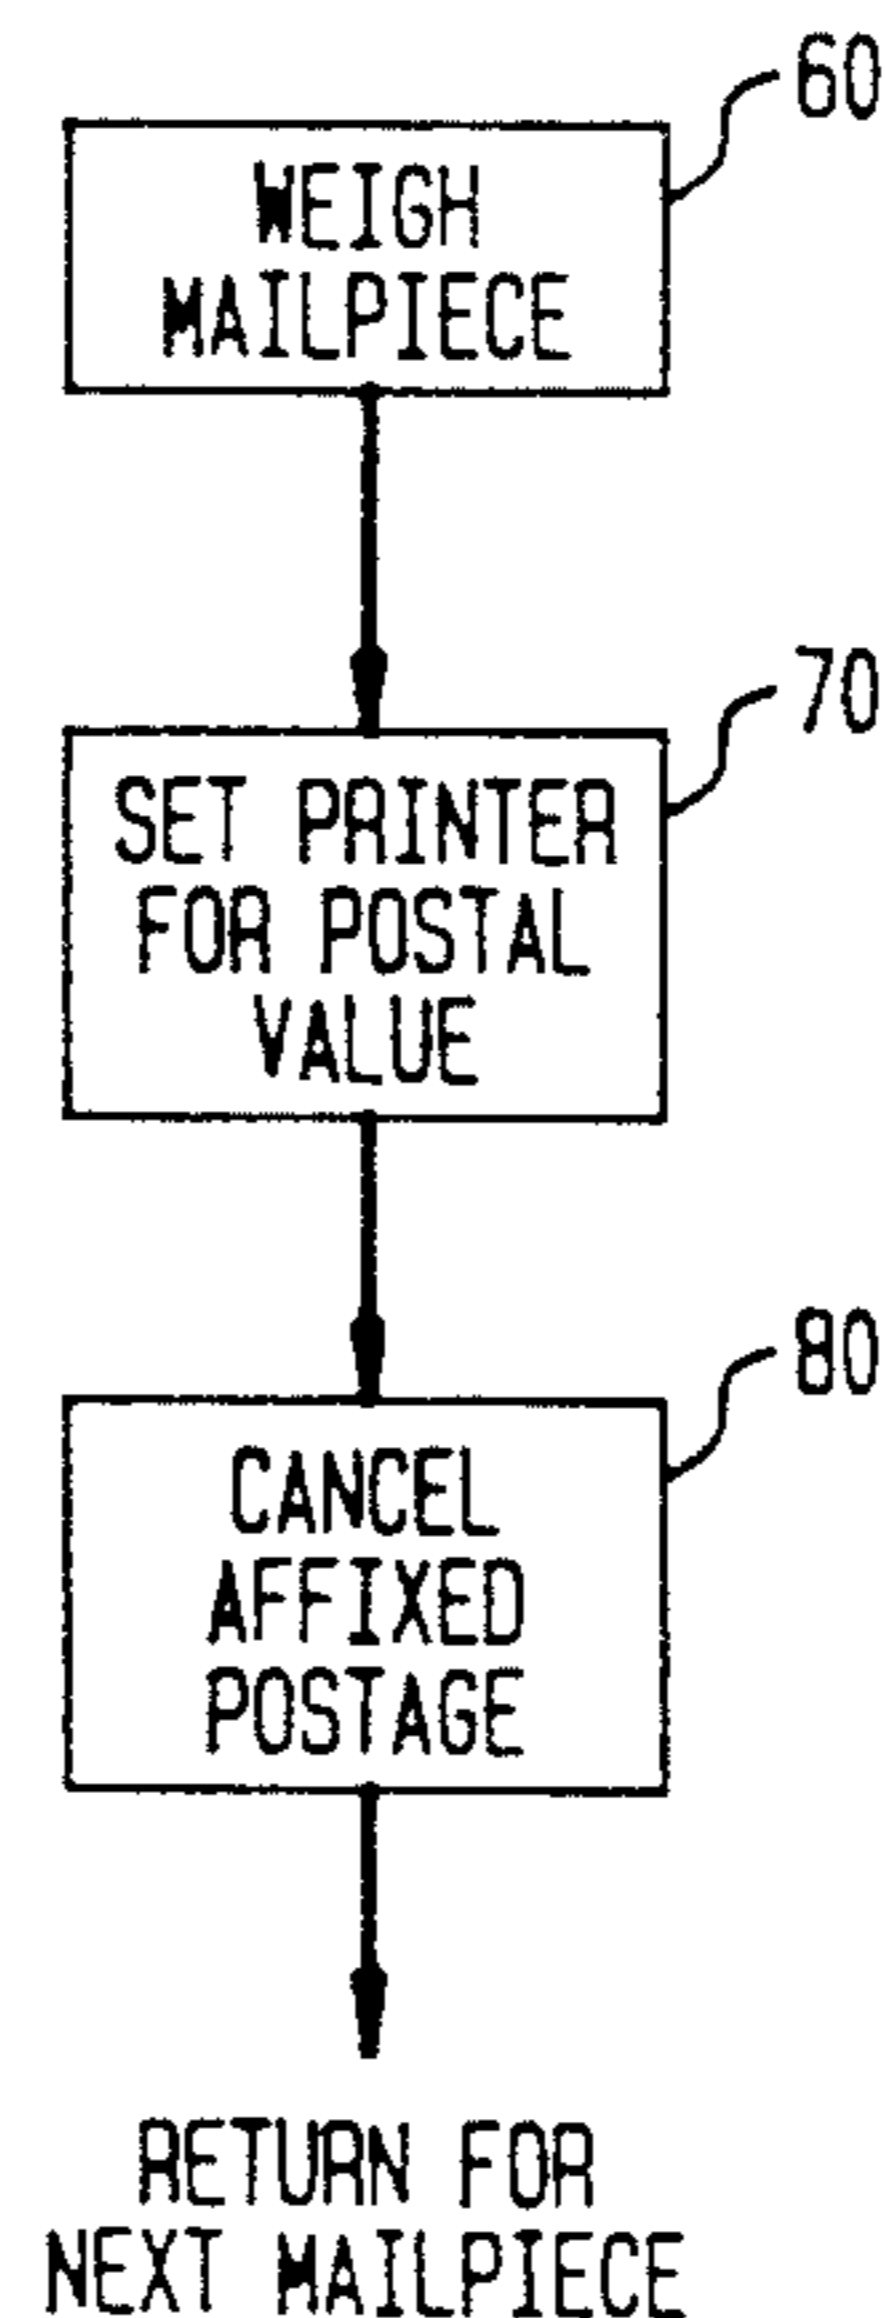 60
WEIGH
MAILPIECE
70
SET PRINTER
FOR POSTAL
VALUE
80
CANCEL
AFFIXED
POSTAGE
RETURN FOR
NEXT MAILPIECE